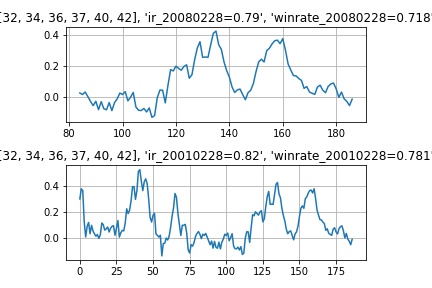 [32, 34, 36, 37, 40, 42], 'ir_20080228=0.79', 'winrate_20080228=0.718'
0.4
0.2
0.0
80 100 120 140 160 180
[32, 34, 36, 37, 40, 42], 'ir_20010228=0.82', 'winrate_20010228=0.781'
0.4
0.2
0.0
0 25 50 75 100 125 150 175